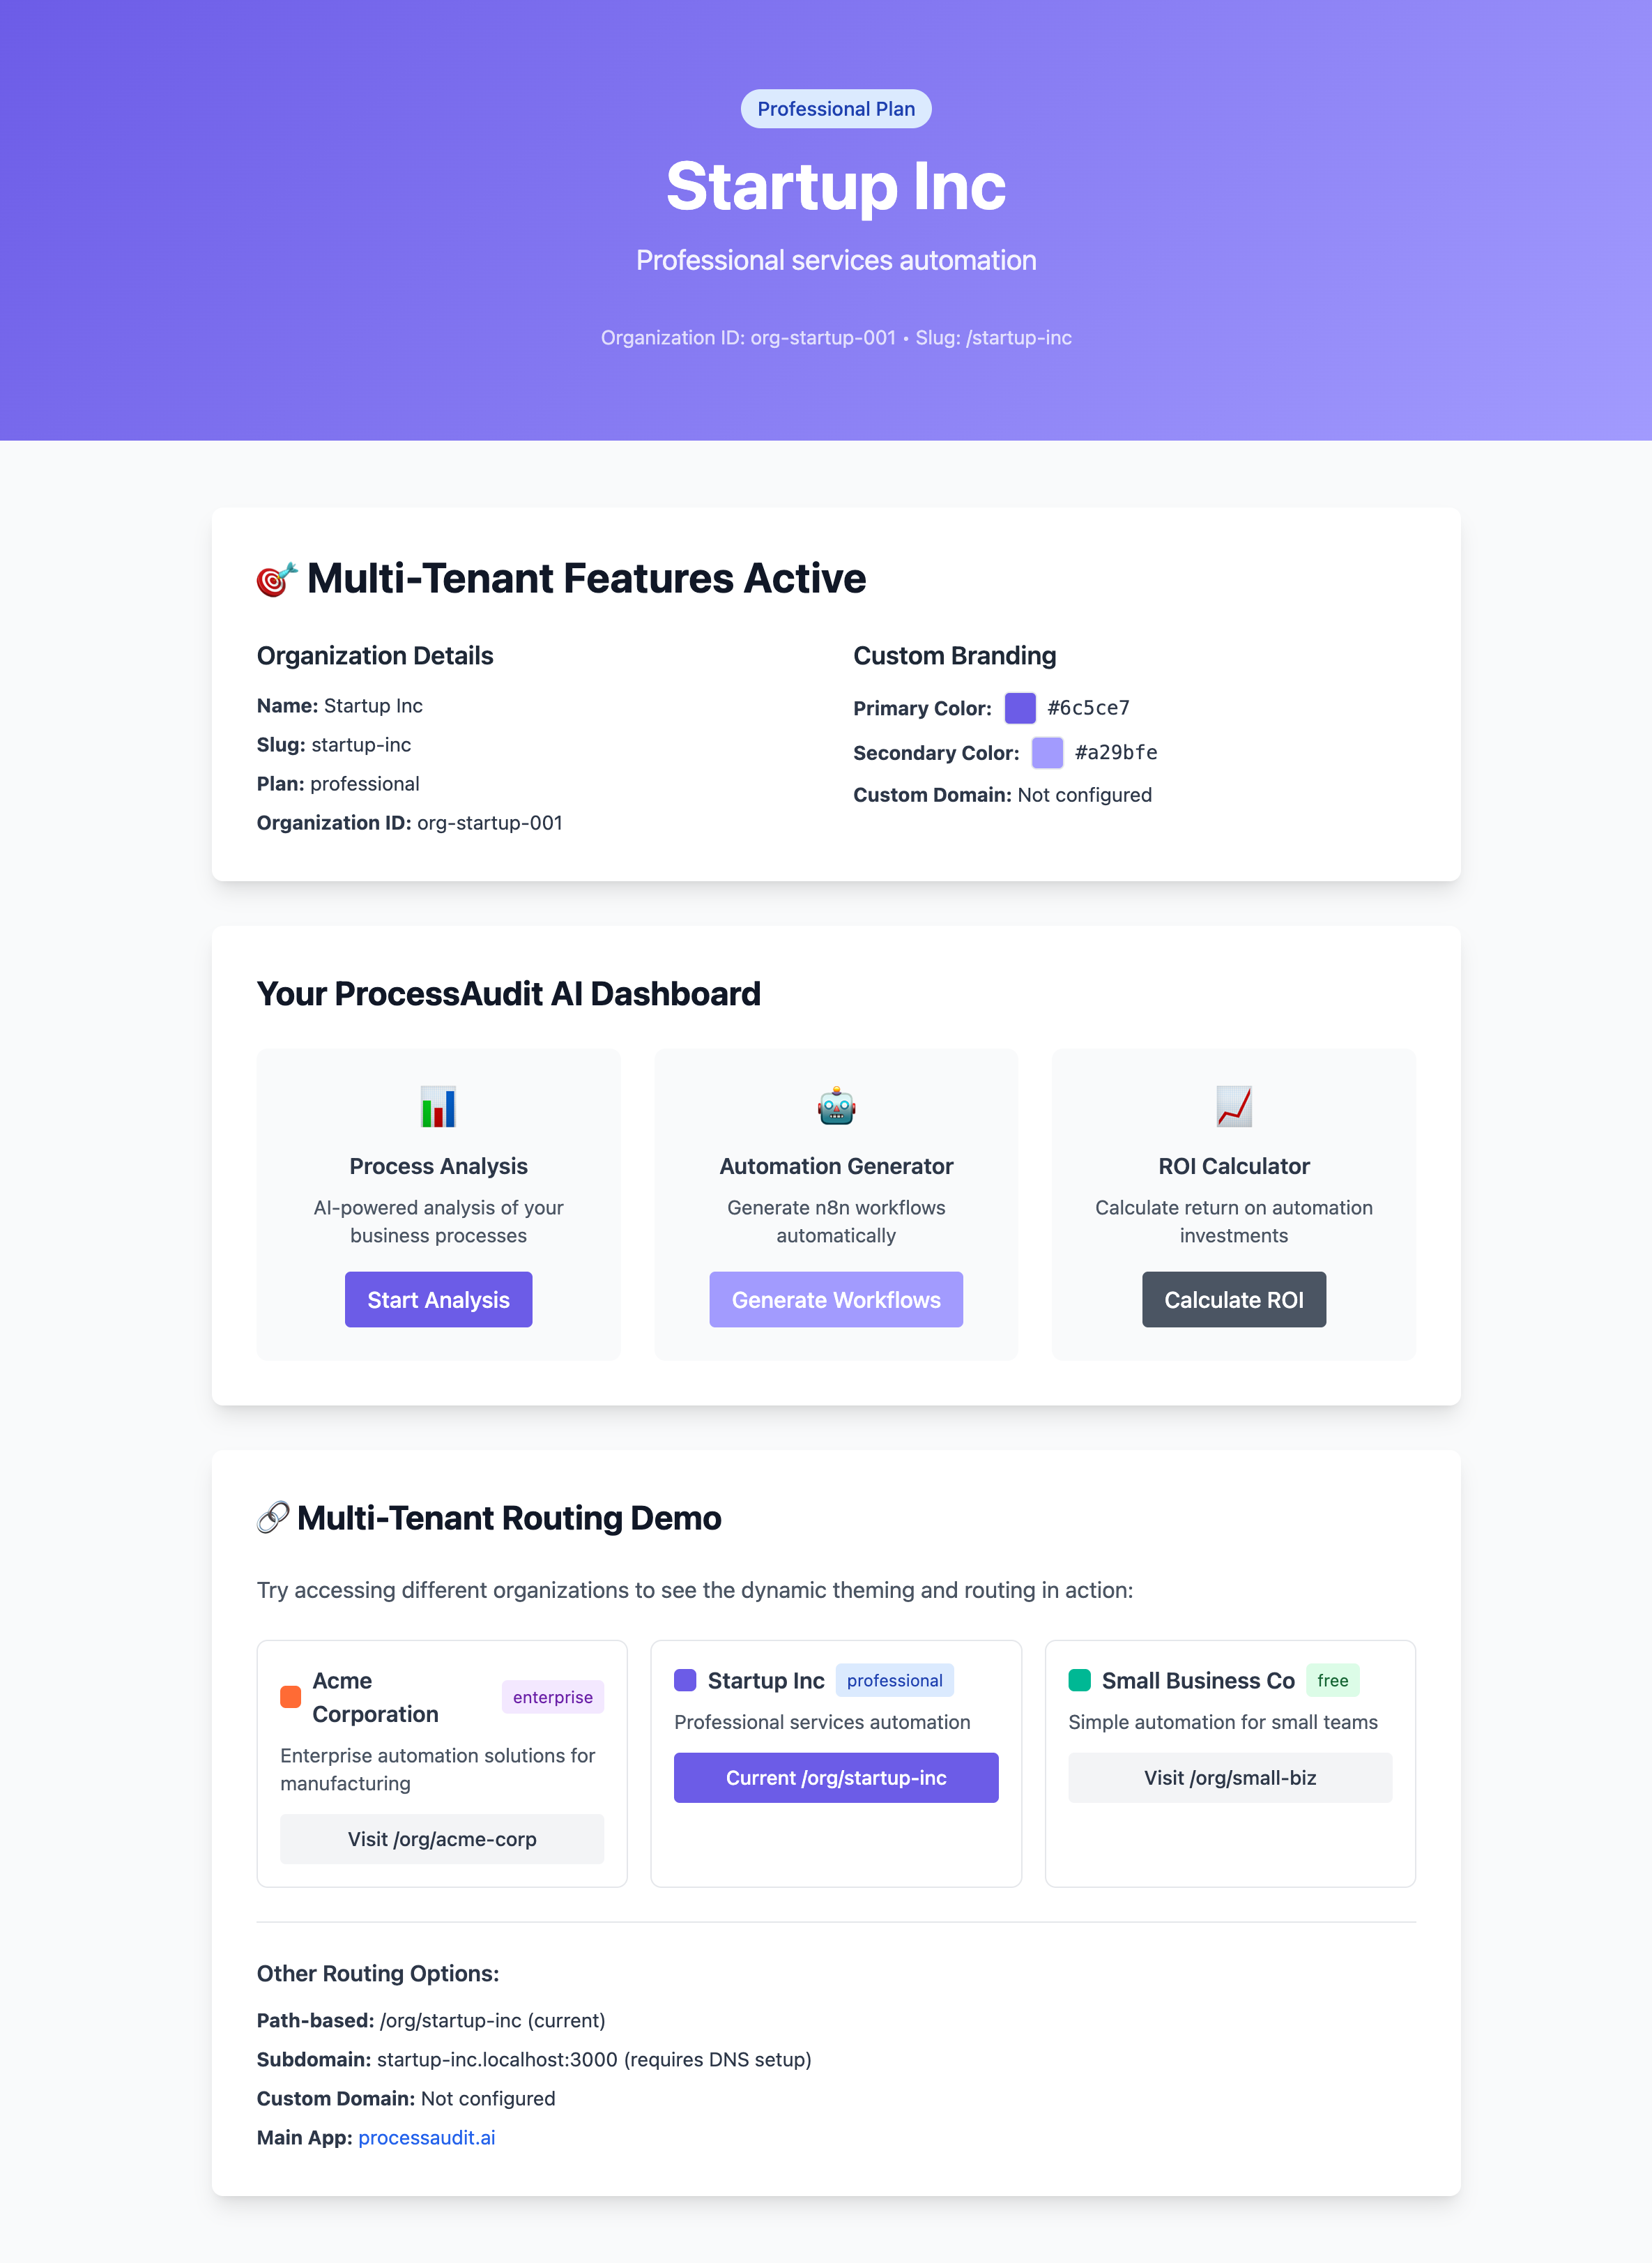 Professional Plan
Startup Inc
Professional services automation
Organization ID: org-startup-001 • Slug: /startup-inc
🎯 Multi-Tenant Features Active
Organization Details
Name: Startup Inc
Slug: startup-inc
Plan: professional
Organization ID: org-startup-001
Custom Branding
Primary Color: #6c5ce7
Secondary Color: #a29bfe
Custom Domain: Not configured
Your ProcessAudit AI Dashboard
Process Analysis
AI-powered analysis of your
business processes
Start Analysis
Automation Generator
Generate n8n workflows
automatically
Generate Workflows
ROI Calculator
Calculate return on automation
investments
Calculate ROI
🔗 Multi-Tenant Routing Demo
Try accessing different organizations to see the dynamic theming and routing in action:
Acme
Corporation
enterprise
Enterprise automation solutions for
manufacturing
Visit /org/acme-corp
Startup Inc professional
Professional services automation
Current /org/startup-inc
Small Business Co free
Simple automation for small teams
Visit /org/small-biz
Other Routing Options:
Path-based: /org/startup-inc (current)
Subdomain: startup-inc.localhost:3000 (requires DNS setup)
Custom Domain: Not configured
Main App: processaudit.ai